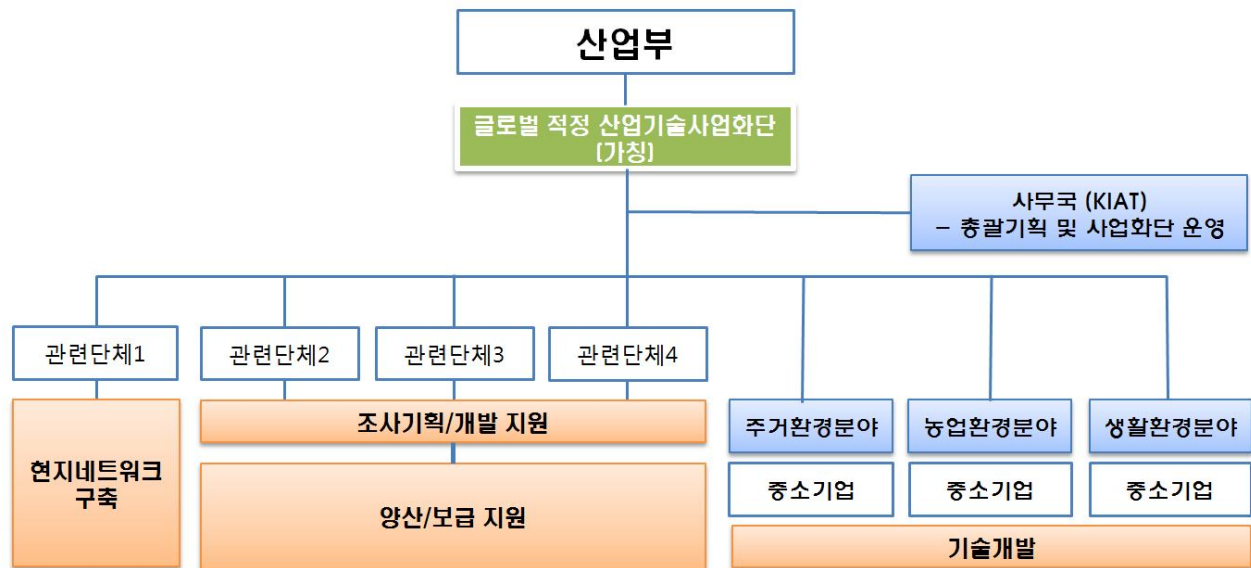 산업부
글로벌 적정 산업기술사업화단
(가칭)
사무국 (KIAT)
- 총괄기획 및 사업화단 운영
관련단체1
관련단체2
관련단체3
관련단체4
현지네트워크
구축
조사기획/개발 지원
양산/보급 지원
주거환경분야
농업환경분야
생활환경분야
중소기업
중소기업
중소기업
기술개발